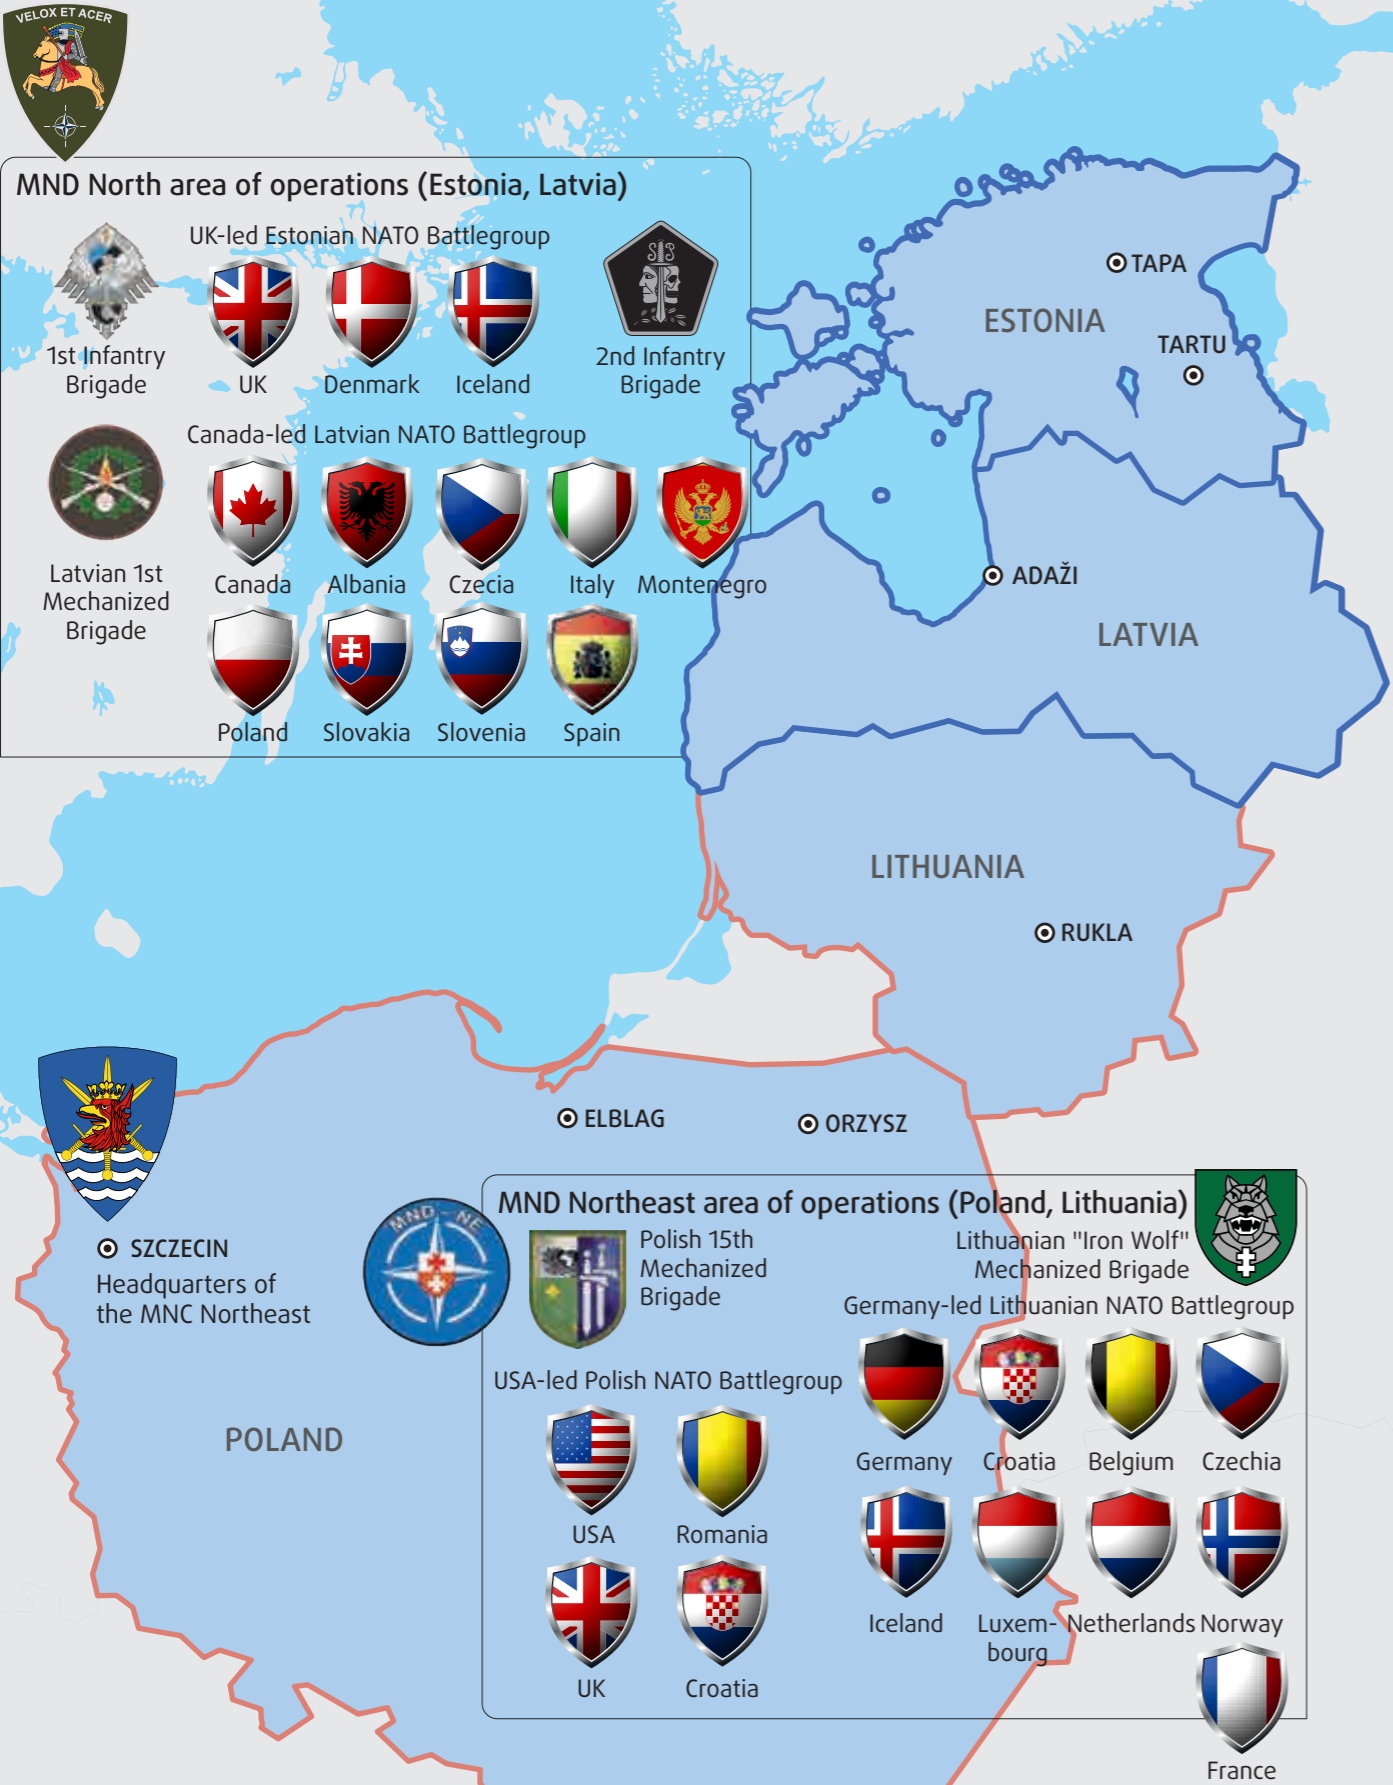 VELOX ET ACER
MND North area of operations (Estonia, Latvia)
UK-led Estonian NATO Battlegroup
1st Infantry
Brigade
UK
Denmark
Iceland
2nd Infantry
Brigade
Canada-led Latvian NATO Battlegroup
Latvian 1st
Mechanized
Brigade
Canada
Albania
Czecia
Italy
Montenegro
Poland
Slovakia
Slovenia
Spain
TAPA
ESTONIA
TARTU
ADAŽI
LATVIA
LITHUANIA
RUKLA
ELBLAG
ORZYSZ
SZCZECIN
Headquarters of
the MNC Northeast
POLAND
MND - NE
MND Northeast area of operations (Poland, Lithuania)
Polish 15th
Mechanized
Brigade
Lithuanian "Iron Wolf"
Mechanized Brigade
Germany-led Lithuanian NATO Battlegroup
USA-led Polish NATO Battlegroup
USA
Romania
UK
Croatia
Germany
Croatia
Belgium
Czechia
Iceland
Luxem-
bourg
Netherlands
Norway
France